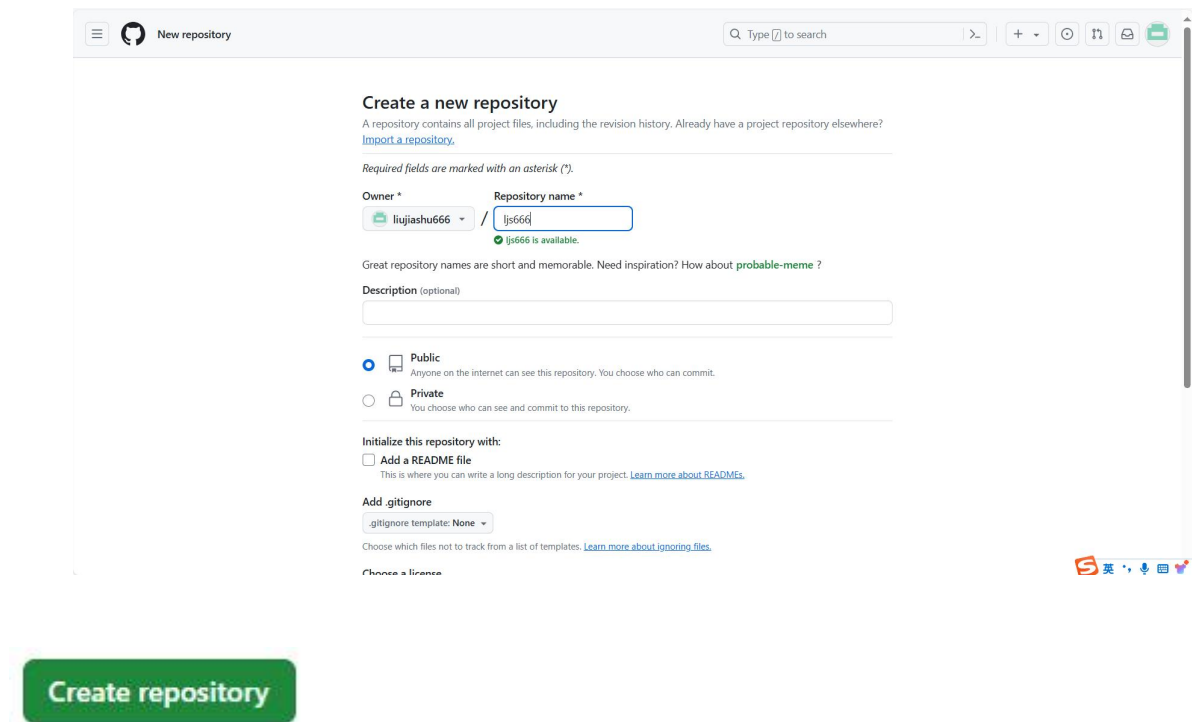 New repository
Type / to search
Create a new repository
A repository contains all project files, including the revision history. Already have a project repository elsewhere?
Import a repository.
Required fields are marked with an asterisk (*).
Owner * Repository name *
liujiashu666 / ljs666
ljs666 is available.
Great repository names are short and memorable. Need inspiration? How about probable-meme ?
Description (optional)
Public
Anyone on the internet can see this repository. You choose who can commit.
Private
You choose who can see and commit to this repository.
Initialize this repository with:
Add a README file
This is where you can write a long description for your project. Learn more about READMEs.
Add .gitignore
.gitignore template: None
Choose which files not to track from a list of templates. Learn more about ignoring files.
Choose a license
英
Create repository